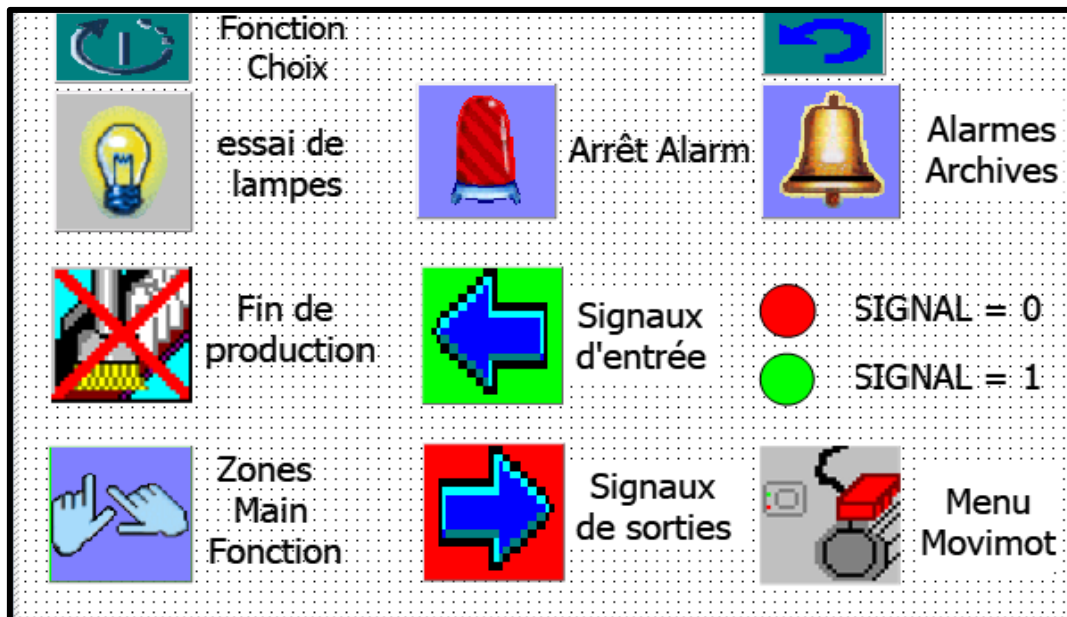 Fonction
Choix
essai de
lampes
Arrêt Alarm
Alarmes
Archives
Fin de
production
Signaux
d'entrée
SIGNAL = 0
SIGNAL = 1
Zones
Main
Fonction
Signaux
de sorties
Menu
Movimot